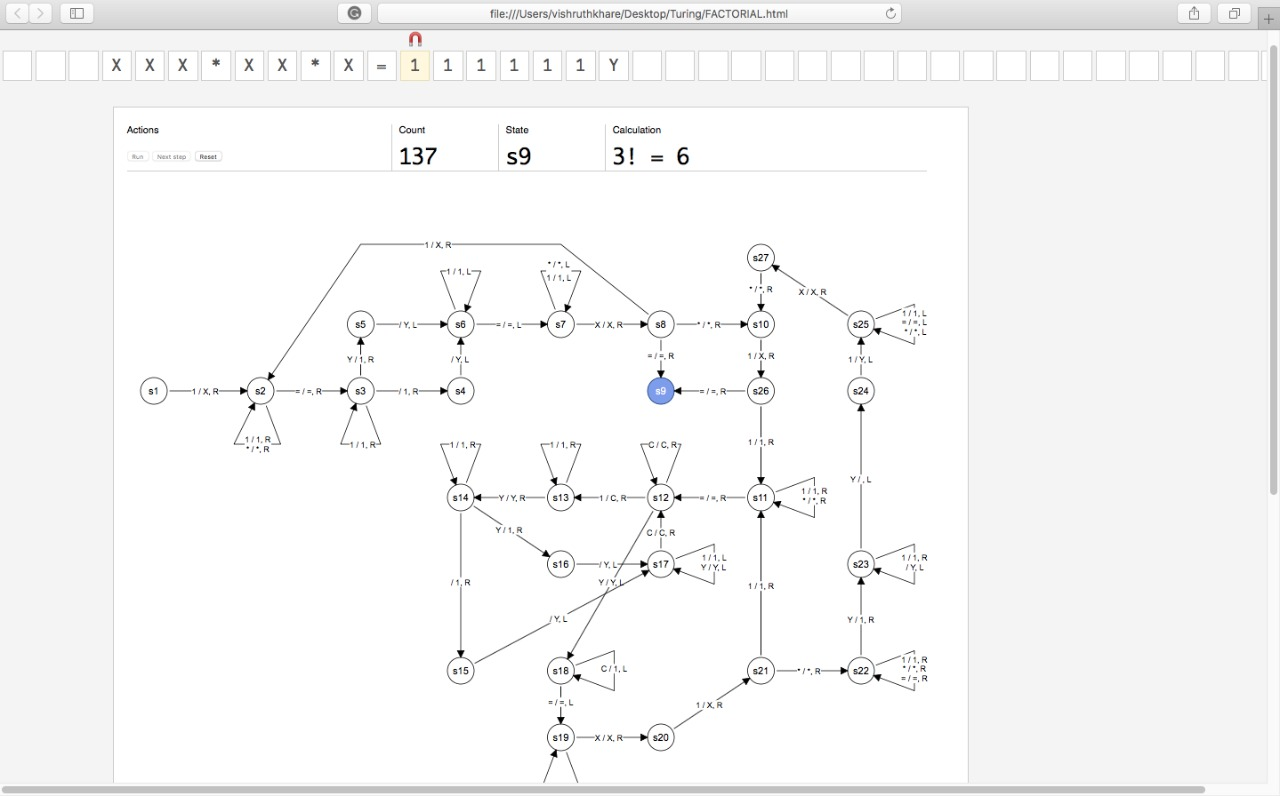 file:///Users/vishruthkhare/Desktop/Turing/FACTORIAL.html
X X X * X X * X = 1 1 1 1 1 1 Y
Actions Count State Calculation
Run Next step Reset 137 s9 3! = 6
1 / X, R
s27
1 / 1, L
* / *, L
1 / 1, L
* / *, R
X / X, R
s5 / Y, L s6 = / =, L s7 X / X, R s8 * / *, R s10 s25
1 / 1, L
= / =, L
* / *, L
Y / 1, R / Y, L = / =, R 1 / X, R 1 / Y, L
s1 1 / X, R s2 = / =, R s3 / 1, R s4 s9 = / =, R s26 s24
1 / 1, R
* / *, R
1 / 1, R
1 / 1, R 1 / 1, R C / C, R 1 / 1, R
Y / , L
s14 Y / Y, R s13 1 / C, R s12 = / =, R s11
1 / 1, R
* / *, R
Y / 1, R C / C, R
s16 / Y, L s17
1 / 1, L
Y / Y, L
s23
1 / 1, R
/ Y, L
/ 1, R Y / Y, L 1 / 1, R
/ Y, L Y / 1, R
s15 s18 C / 1, L s21 * / *, R s22
1 / 1, R
* / *, R
= / =, R
= / =, L 1 / X, R
s19 X / X, R s20